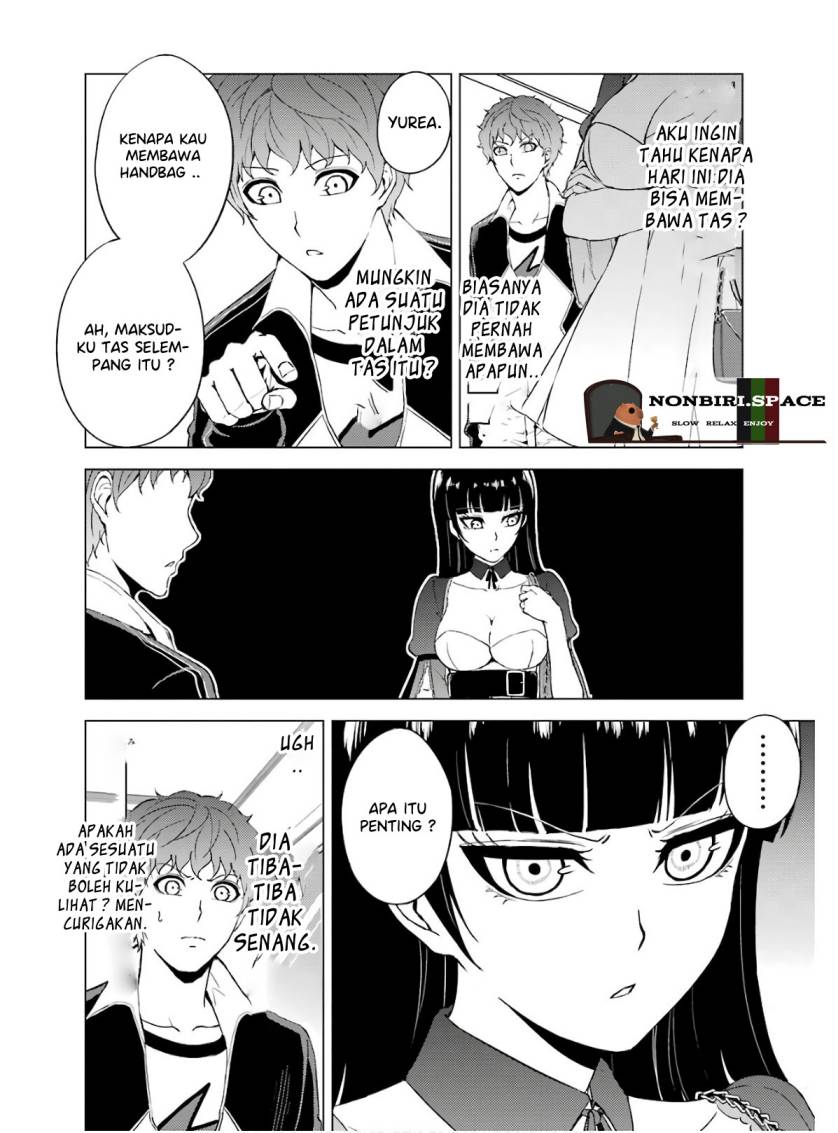 AKU INGIN
TAHU KENAPA
HARI INI DIA
BISA MEM-
BAWA TAS ?
BIASANYA
DIA TIDAK
PERNAH
MEMBAWA
APAPUN..
NONBIRI.SPACE
SLOW RELAX ENJOY
YUREA.
KENAPA KAU
MEMBAWA
HANDBAG ..
MUNGKIN
ADA SUATU
PETUNJUK
DALAM
TAS ITU ?
AH, MAKSUD-
KU TAS SELEM-
PANG ITU ?
........
APA ITU
PENTING ?
UGH
..
DIA
TIBA-
TIBA
TIDAK
SENANG.
APAKAH
ADA SESUATU
YANG TIDAK
BOLEH KU-
LIHAT ? MEN-
CURIGAKAN.